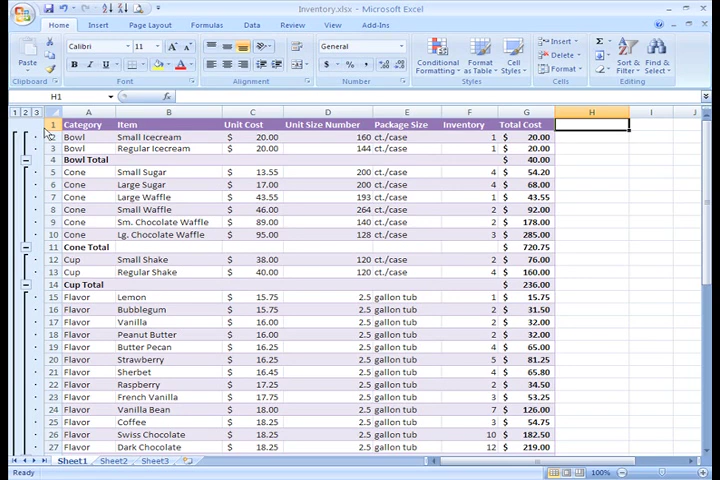 Inventory.xlsx - Microsoft Excel
Home Insert Page Layout Formulas Data Review View Add-Ins
Calibri 11 General Conditional Formatting Format as Table Cell Styles Insert Delete Format Sort & Filter Find & Select
Paste
Clipboard Font Alignment Number Styles Cells Editing
H1 fx
1 2 3 A B C D E F G H I J
1 Category Item Unit Cost Unit Size Number Package Size Inventory Total Cost
2 Bowl Small Icecream $ 20.00 160 ct./case 1 $ 20.00
3 Bowl Regular Icecream $ 20.00 144 ct./case 1 $ 20.00
4 Bowl Total $ 40.00
5 Cone Small Sugar $ 13.55 200 ct./case 4 $ 54.20
6 Cone Large Sugar $ 17.00 200 ct./case 4 $ 68.00
7 Cone Large Waffle $ 43.55 193 ct./case 1 $ 43.55
8 Cone Small Waffle $ 46.00 264 ct./case 2 $ 92.00
9 Cone Sm. Chocolate Waffle $ 89.00 140 ct./case 2 $ 178.00
10 Cone Lg. Chocolate Waffle $ 95.00 128 ct./case 3 $ 285.00
11 Cone Total $ 720.75
12 Cup Small Shake $ 38.00 120 ct./case 2 $ 76.00
13 Cup Regular Shake $ 40.00 120 ct./case 4 $ 160.00
14 Cup Total $ 236.00
15 Flavor Lemon $ 15.75 2.5 gallon tub 1 $ 15.75
16 Flavor Bubblegum $ 15.75 2.5 gallon tub 2 $ 31.50
17 Flavor Vanilla $ 16.00 2.5 gallon tub 2 $ 32.00
18 Flavor Peanut Butter $ 16.00 2.5 gallon tub 2 $ 32.00
19 Flavor Butter Pecan $ 16.25 2.5 gallon tub 4 $ 65.00
20 Flavor Strawberry $ 16.25 2.5 gallon tub 5 $ 81.25
21 Flavor Sherbet $ 16.45 2.5 gallon tub 4 $ 65.80
22 Flavor Raspberry $ 17.25 2.5 gallon tub 2 $ 34.50
23 Flavor French Vanilla $ 17.75 2.5 gallon tub 3 $ 53.25
24 Flavor Vanilla Bean $ 18.00 2.5 gallon tub 7 $ 126.00
25 Flavor Coffee $ 18.25 2.5 gallon tub 3 $ 54.75
26 Flavor Swiss Chocolate $ 18.25 2.5 gallon tub 10 $ 182.50
27 Flavor Dark Chocolate $ 18.25 2.5 gallon tub 12 $ 219.00
Sheet1 Sheet2 Sheet3
Ready 100%